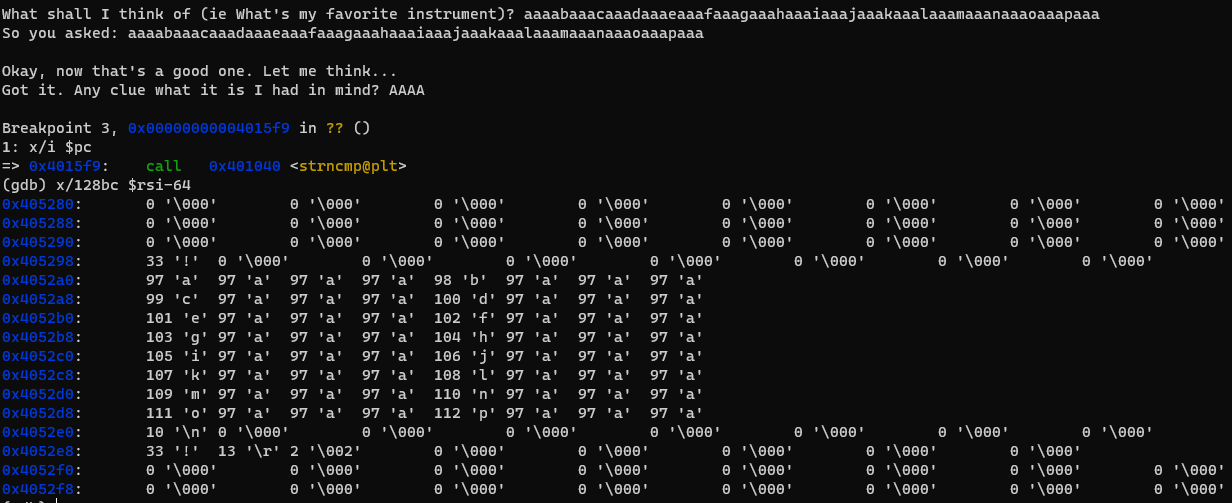 What shall I think of (ie What's my favorite instrument)? aaaabaaacaaadaaaeaaafaaagaaahaaaiaaajaaakaaalaaamaaanaaaoaaapaaa
So you asked: aaaabaaacaaadaaaeaaafaaagaaahaaaiaaajaaakaaalaaamaaanaaaoaaapaaa
Okay, now that's a good one. Let me think...
Got it. Any clue what it is I had in mind? AAAA
Breakpoint 3, 0x00000000004015f9 in ?? ()
1: x/i $pc
=> 0x4015f9: call 0x401040 <strncmp@plt>
(gdb) x/128bc $rsi-64
0x405280: 0 '\000' 0 '\000' 0 '\000' 0 '\000' 0 '\000' 0 '\000' 0 '\000' 0 '\000'
0x405288: 0 '\000' 0 '\000' 0 '\000' 0 '\000' 0 '\000' 0 '\000' 0 '\000' 0 '\000'
0x405290: 0 '\000' 0 '\000' 0 '\000' 0 '\000' 0 '\000' 0 '\000' 0 '\000' 0 '\000'
0x405298: 33 '!' 0 '\000' 0 '\000' 0 '\000' 0 '\000' 0 '\000' 0 '\000' 0 '\000'
0x4052a0: 97 'a' 97 'a' 97 'a' 97 'a' 98 'b' 97 'a' 97 'a' 97 'a'
0x4052a8: 99 'c' 97 'a' 97 'a' 97 'a' 100 'd' 97 'a' 97 'a' 97 'a'
0x4052b0: 101 'e' 97 'a' 97 'a' 97 'a' 102 'f' 97 'a' 97 'a' 97 'a'
0x4052b8: 103 'g' 97 'a' 97 'a' 97 'a' 104 'h' 97 'a' 97 'a' 97 'a'
0x4052c0: 105 'i' 97 'a' 97 'a' 97 'a' 106 'j' 97 'a' 97 'a' 97 'a'
0x4052c8: 107 'k' 97 'a' 97 'a' 97 'a' 108 'l' 97 'a' 97 'a' 97 'a'
0x4052d0: 109 'm' 97 'a' 97 'a' 97 'a' 110 'n' 97 'a' 97 'a' 97 'a'
0x4052d8: 111 'o' 97 'a' 97 'a' 97 'a' 112 'p' 97 'a' 97 'a' 97 'a'
0x4052e0: 10 '\n' 0 '\000' 0 '\000' 0 '\000' 0 '\000' 0 '\000' 0 '\000' 0 '\000'
0x4052e8: 33 '!' 13 '\r' 2 '\002' 0 '\000' 0 '\000' 0 '\000' 0 '\000' 0 '\000'
0x4052f0: 0 '\000' 0 '\000' 0 '\000' 0 '\000' 0 '\000' 0 '\000' 0 '\000' 0 '\000'
0x4052f8: 0 '\000' 0 '\000' 0 '\000' 0 '\000' 0 '\000' 0 '\000' 0 '\000' 0 '\000'